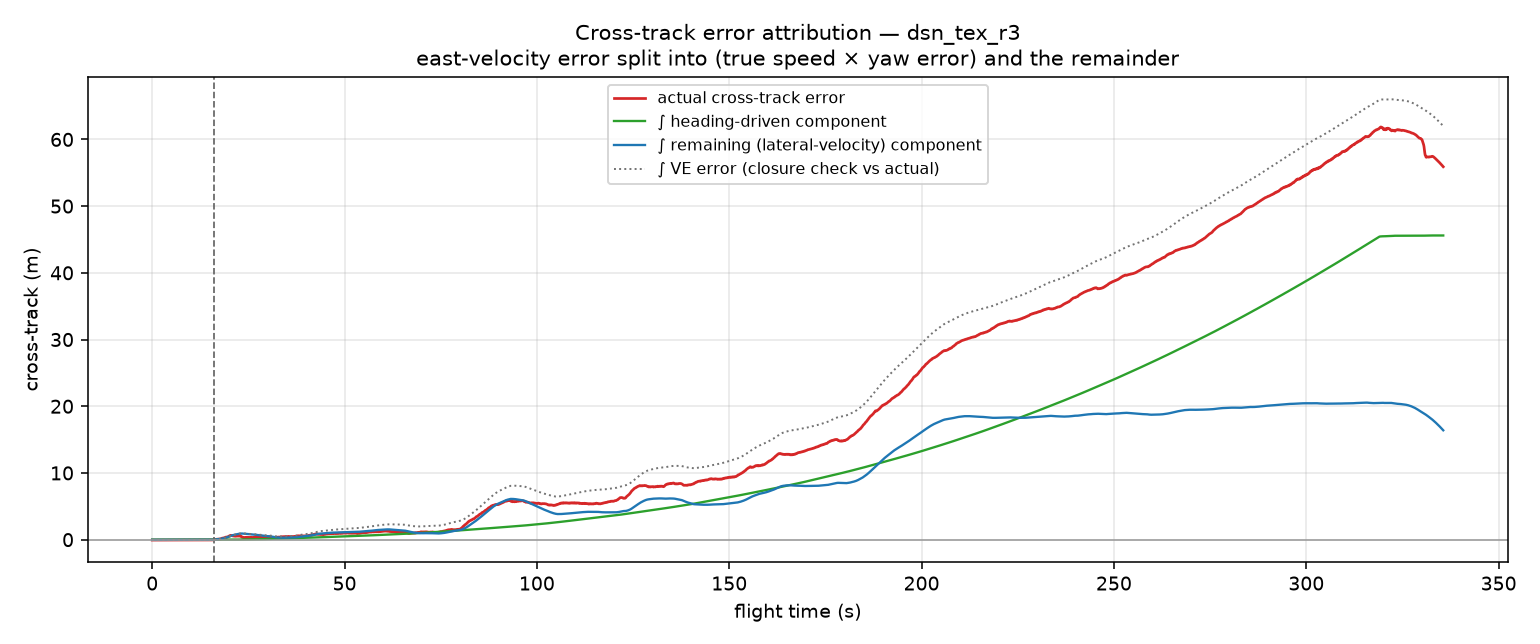 Cross-track error attribution — dsn_tex_r3
east-velocity error split into (true speed × yaw error) and the remainder
actual cross-track error
∫ heading-driven component
∫ remaining (lateral-velocity) component
∫ VE error (closure check vs actual)
cross-track (m)
60
50
40
30
20
10
0
0 50 100 150 200 250 300 350
flight time (s)